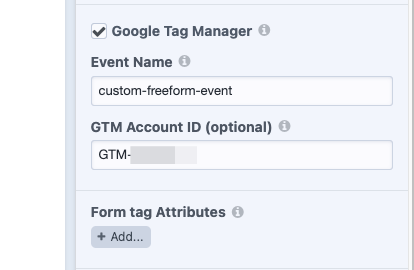 Google Tag Manager
Event Name
custom-freeform-event
GTM Account ID (optional)
GTM-
Form tag Attributes
+ Add...